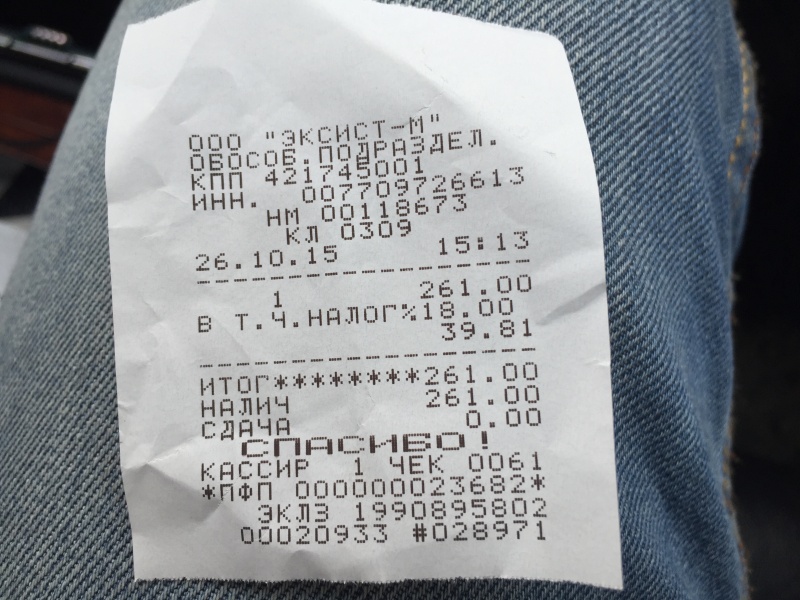 ООО "ЭКСИСТ-М"
ОБОСОБ.ПОДРАЗДЕЛ.
КПП 421745001
ИНН. 007709726613
НМ 00118673
КЛ 0309
26.10.15 15:13
1 261.00
В Т.Ч.НАЛОГ%18.00
39.81
ИТОГ********261.00
НАЛИЧ 261.00
СДАЧА 0.00
СПАСИБО!
КАССИР 1 ЧЕК 0061
*ПФП 000000023682*
ЭКЛЗ 1990895802
00020933 #028971